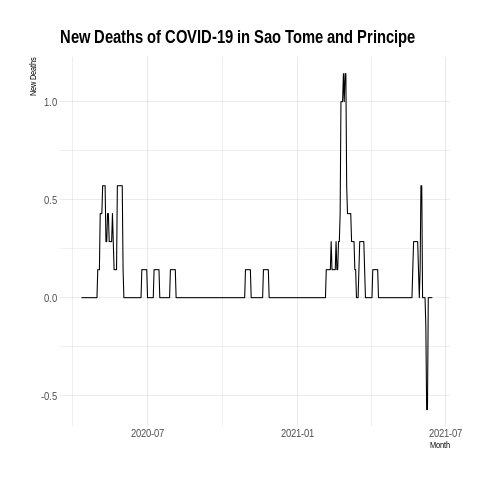 New Deaths of COVID-19 in Sao Tome and Principe
New Deaths
1.0
0.5
0.0
-0.5
2020-07
2021-01
2021-07
Month